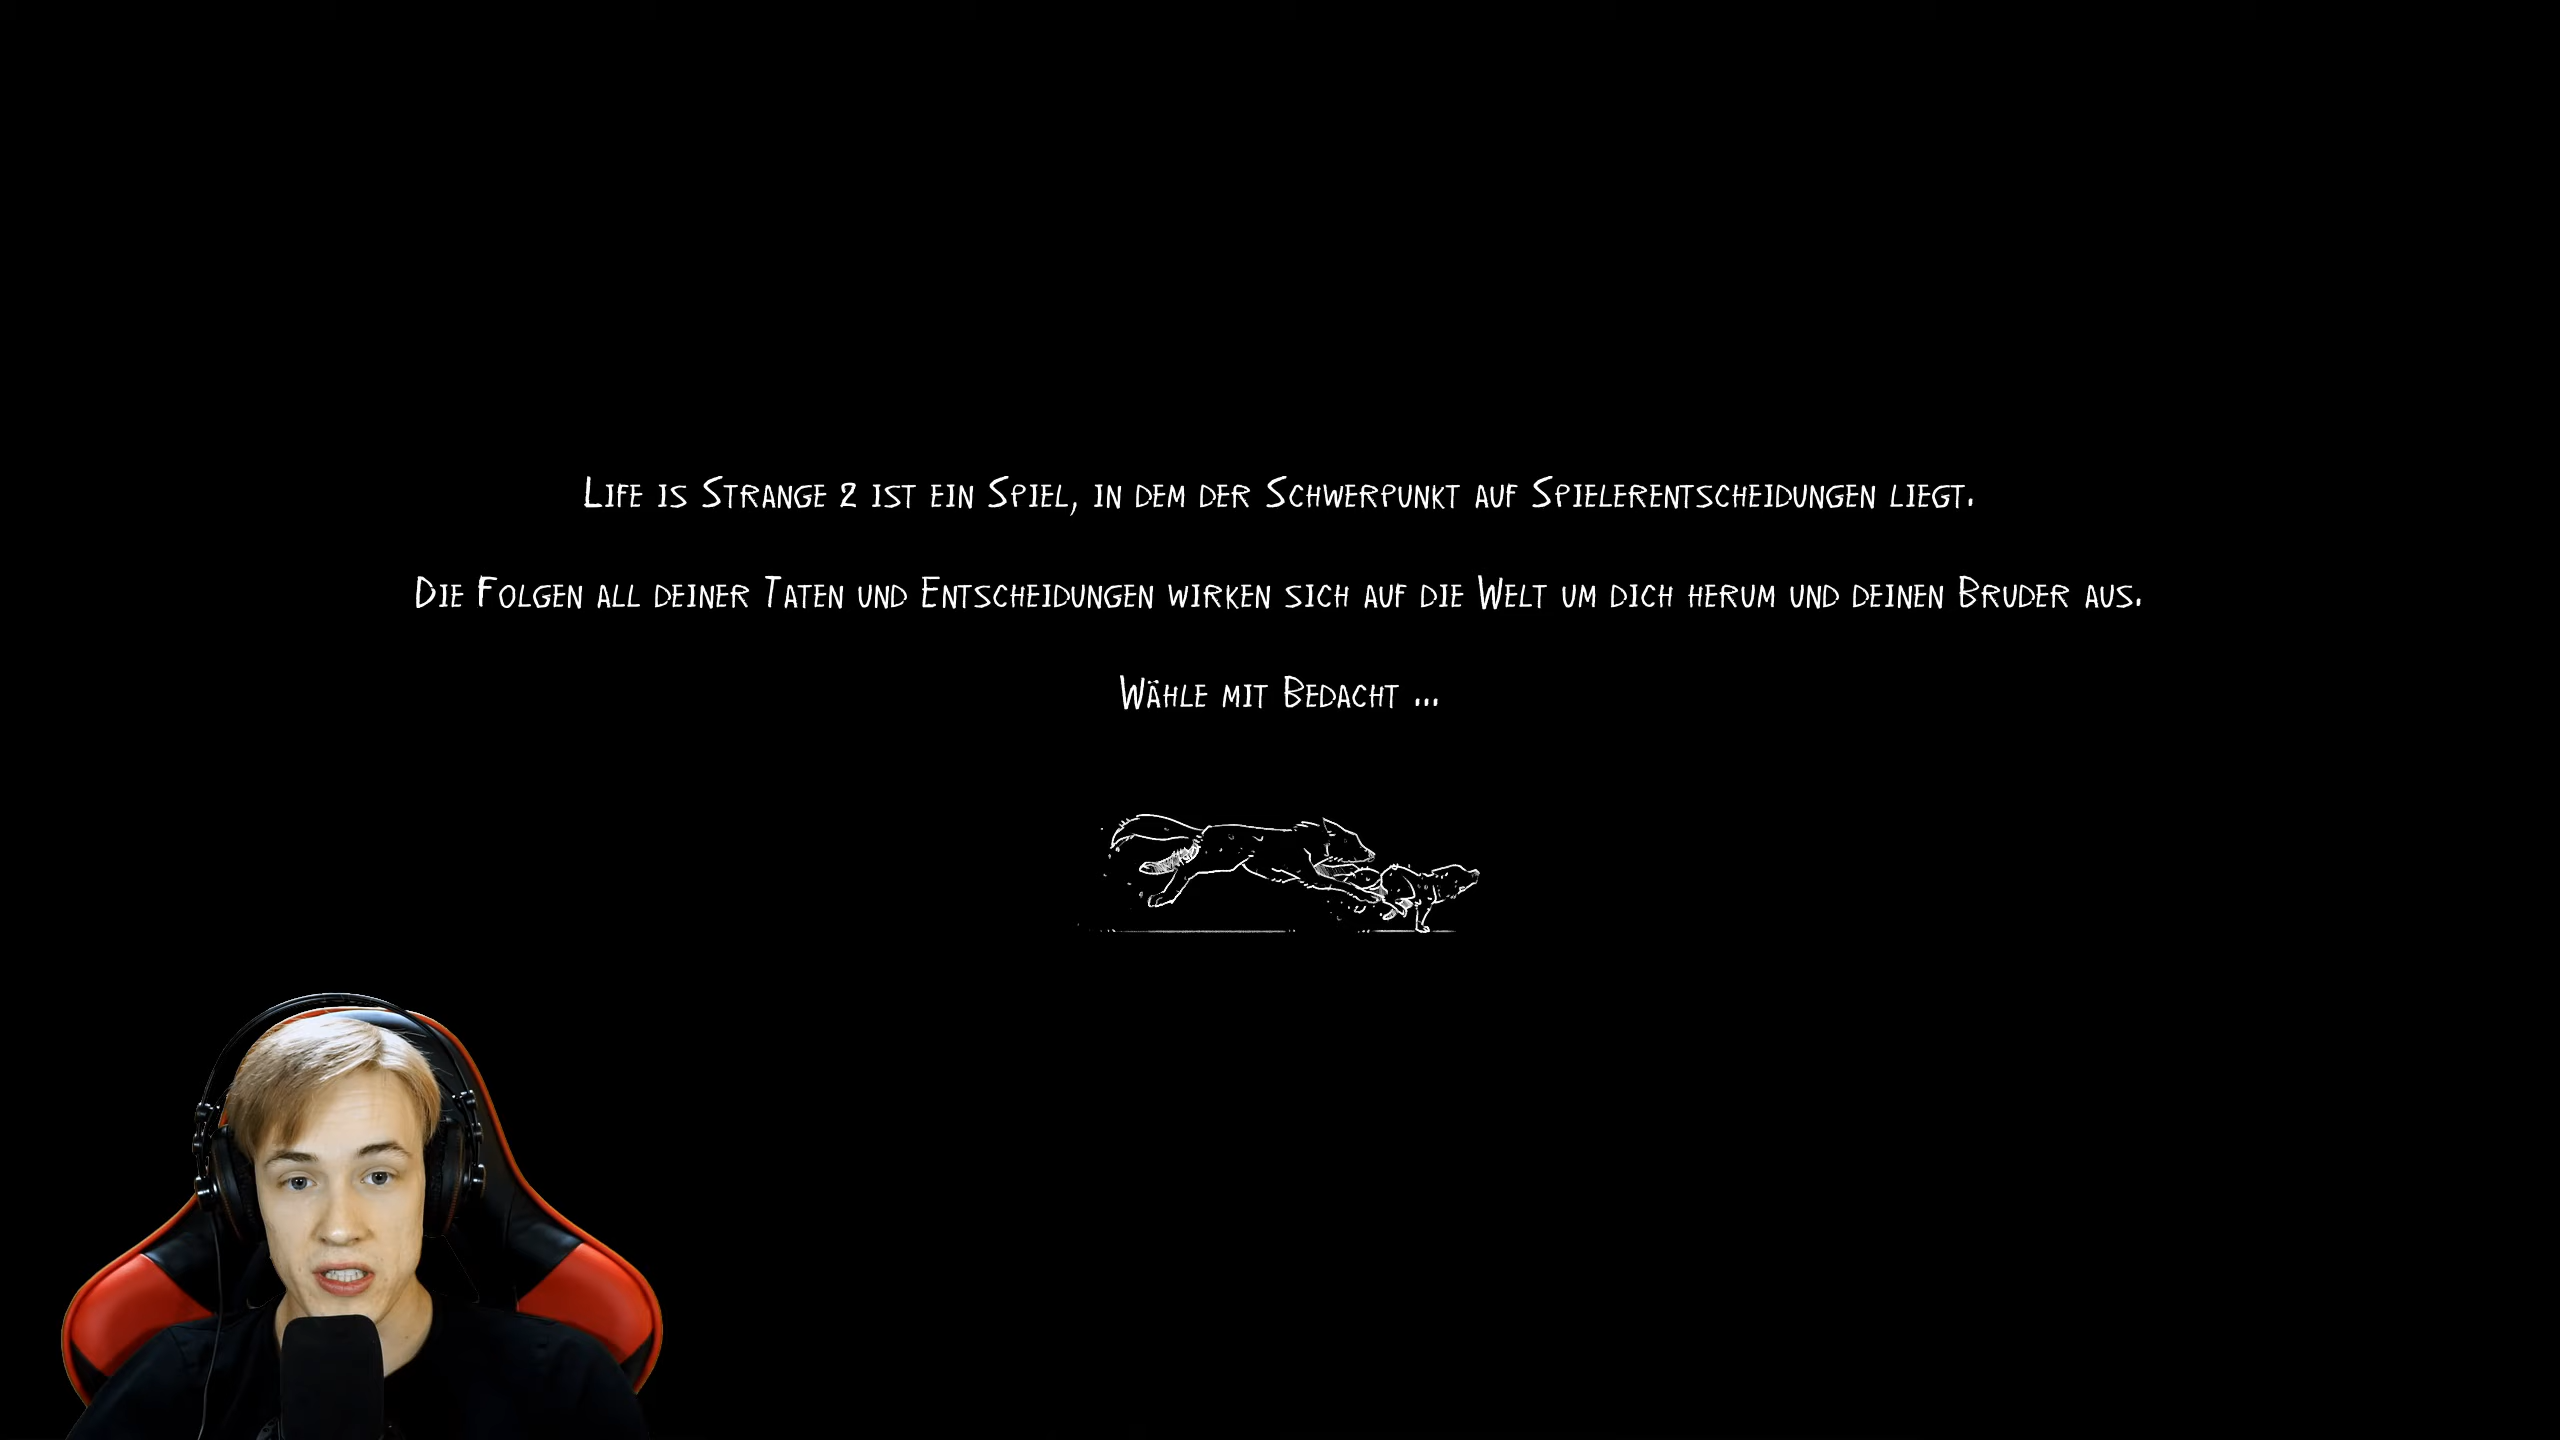 Life is Strange 2 ist ein Spiel, in dem der Schwerpunkt auf Spielerentscheidungen liegt.
Die Folgen all deiner Taten und Entscheidungen wirken sich auf die Welt um dich herum und deinen Bruder aus.
Wähle mit Bedacht ...